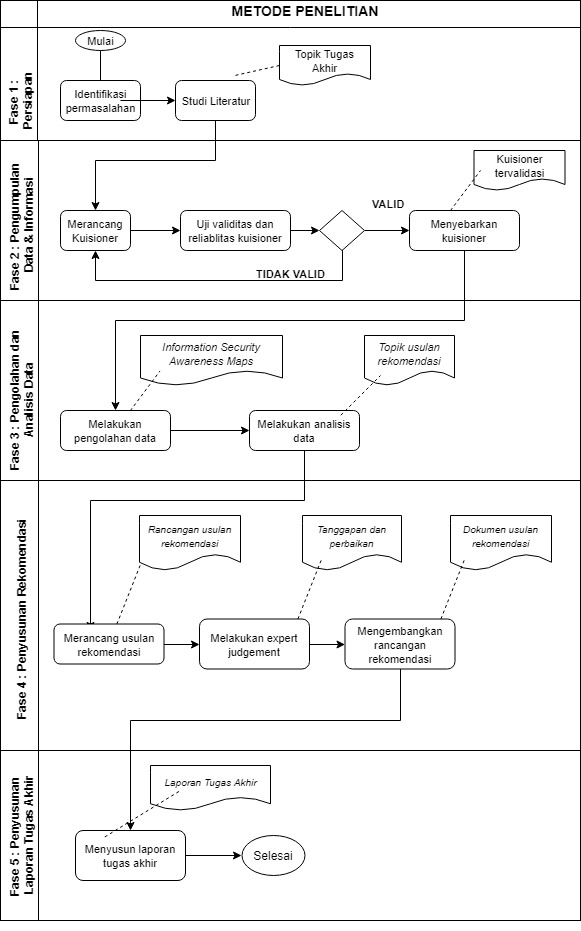 METODE PENELITIAN
Fase 1 :
Persiapan
Mulai
Identifikasi
permasalahan
Studi Literatur
Topik Tugas
Akhir
Fase 2 : Pengumpulan
Data & Informasi
Merancang
Kuisioner
Uji validitas dan
reliablitas kuisioner
VALID
TIDAK VALID
Menyebarkan
kuisioner
Kuisioner
tervalidasi
Fase 3 : Pengolahan dan
Analisis Data
Information Security
Awareness Maps
Topik usulan
rekomendasi
Melakukan
pengolahan data
Melakukan analisis
data
Fase 4 : Penyusunan Rekomendasi
Rancangan usulan
rekomendasi
Tanggapan dan
perbaikan
Dokumen usulan
rekomendasi
Merancang usulan
rekomendasi
Melakukan expert
judgement
Mengembangkan
rancangan
rekomendasi
Fase 5 : Penyusunan
Laporan Tugas Akhir
Laporan Tugas Akhir
Menyusun laporan
tugas akhir
Selesai